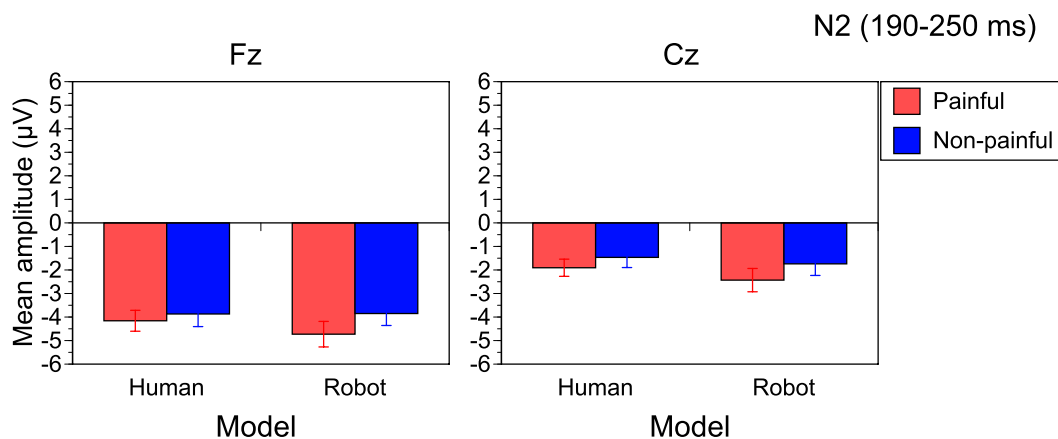 N2 (190-250 ms)
Fz
Cz
Mean amplitude (µV)
6
5
4
3
2
1
0
-1
-2
-3
-4
-5
-6
Human
Robot
Model
6
5
4
3
2
1
0
-1
-2
-3
-4
-5
-6
Human
Robot
Model
Painful
Non-painful